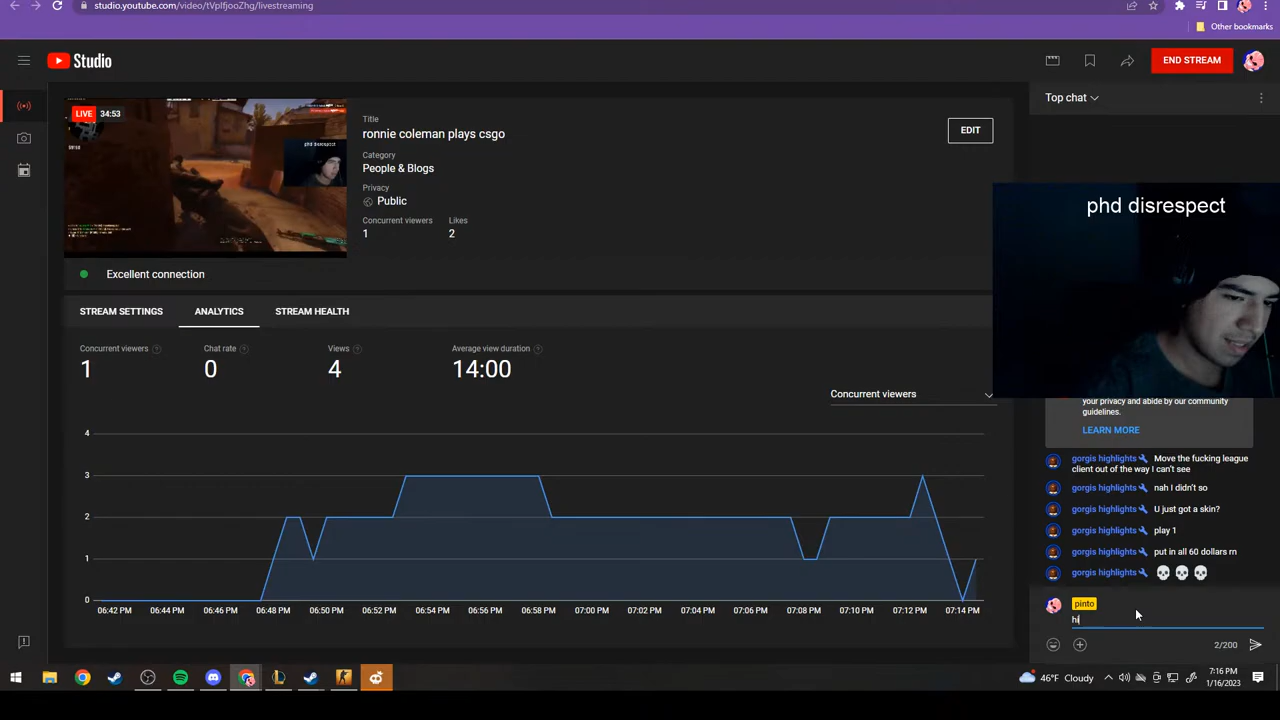 studio.youtube.com/video/tVplfjooZhg/livestreaming
Other bookmarks
Studio
END STREAM
Top chat
LIVE 34:53
phd disrespect
Title
ronnie coleman plays csgo
EDIT
Category
People & Blogs
Privacy
Public
Concurrent viewers Likes
1 2
Excellent connection
phd disrespect
STREAM SETTINGS ANALYTICS STREAM HEALTH
Concurrent viewers Chat rate Views Average view duration
1 0 4 14:00
Concurrent viewers
4
3
2
1
0
06:42 PM 06:44 PM 06:46 PM 06:48 PM 06:50 PM 06:52 PM 06:54 PM 06:56 PM 06:58 PM 07:00 PM 07:02 PM 07:04 PM 07:06 PM 07:08 PM 07:10 PM 07:12 PM 07:14 PM
your privacy and abide by our community
guidelines.
LEARN MORE
gorgis highlights Move the fucking league
client out of the way I can't see
gorgis highlights nah I didn't so
gorgis highlights U just got a skin?
gorgis highlights play 1
gorgis highlights put in all 60 dollars rn
gorgis highlights 💀 💀 💀
pinto
hi
2/200
46°F Cloudy
7:16 PM
1/16/2023